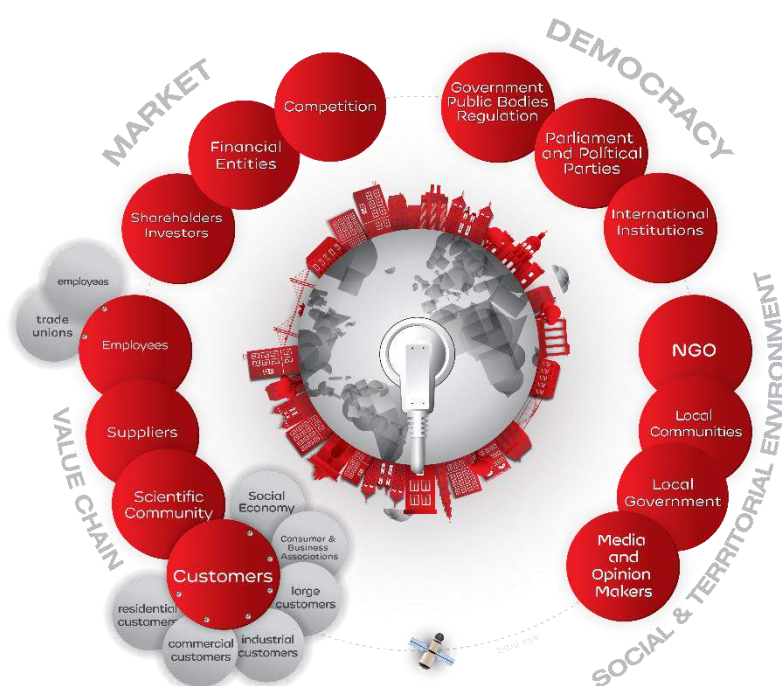 MARKET
Competition
Financial
Entities
Shareholders
Investors
DEMOCRACY
Government
Public Bodies
Regulation
Parliament
and Political
Parties
International
Institutions
VALUE CHAIN
employees
trade
unions
Employees
Suppliers
Scientific
Community
Customers
Social
Economy
Consumer &
Business
Associations
large
customers
industrial
customers
commercial
customers
residential
customers
SOCIAL & TERRITORIAL ENVIRONMENT
NGO
Local
Communities
Local
Government
Media
and
Opinion
Makers